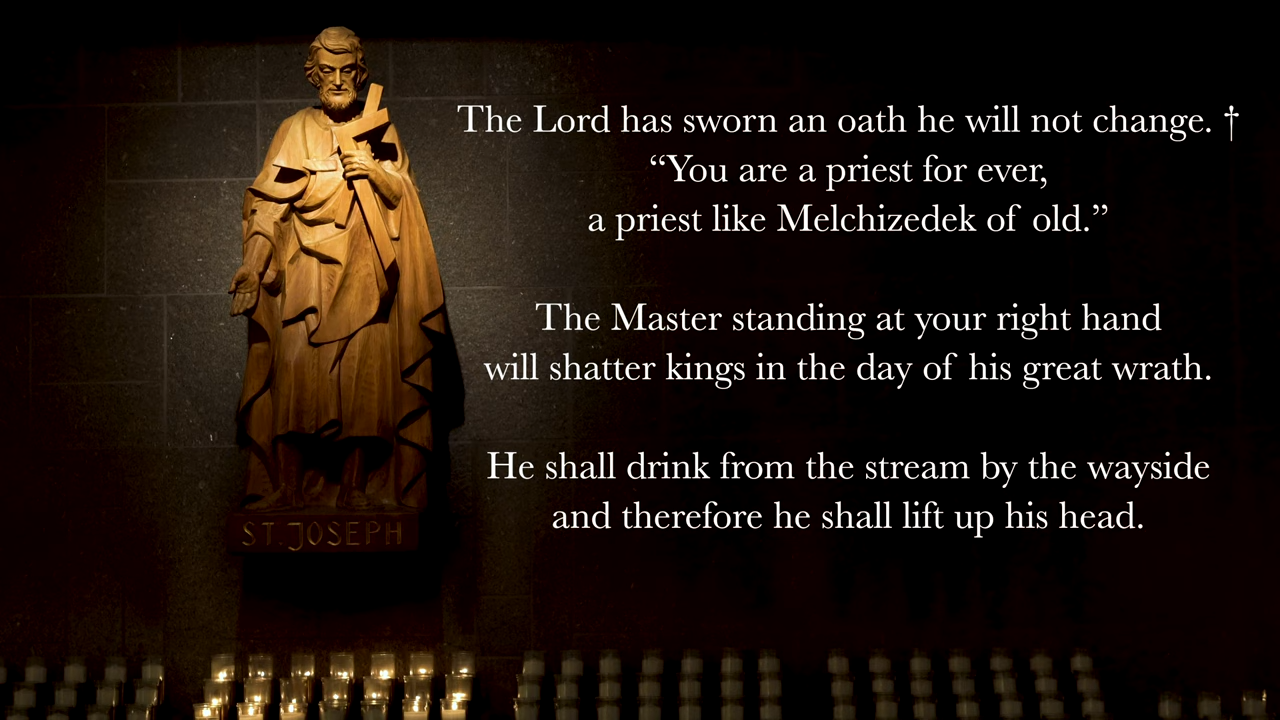 The Lord has sworn an oath he will not change. †
“You are a priest for ever,
a priest like Melchizedek of old.”
The Master standing at your right hand
will shatter kings in the day of his great wrath.
He shall drink from the stream by the wayside
and therefore he shall lift up his head.
ST. JOSEPH